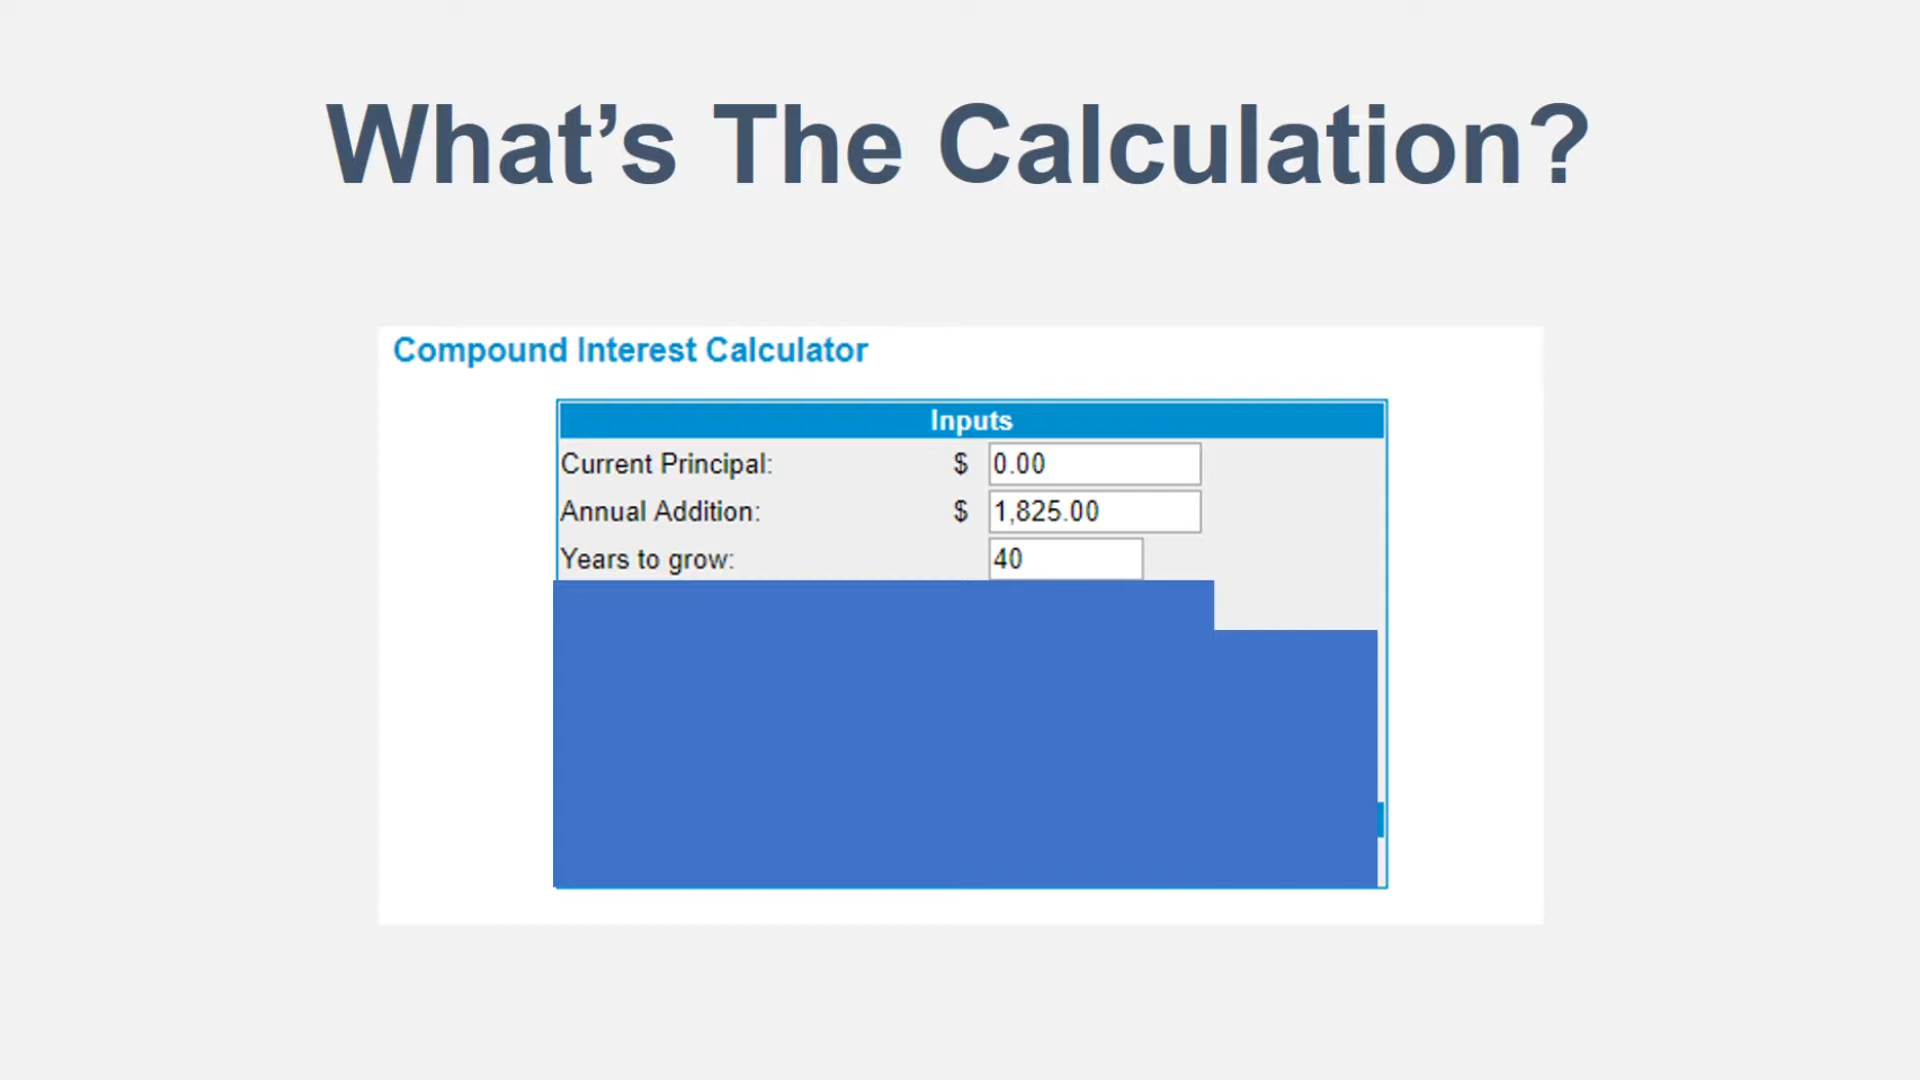 What's The Calculation?
Compound Interest Calculator
Inputs
Current Principal: $ 0.00
Annual Addition: $ 1,825.00
Years to grow: 40